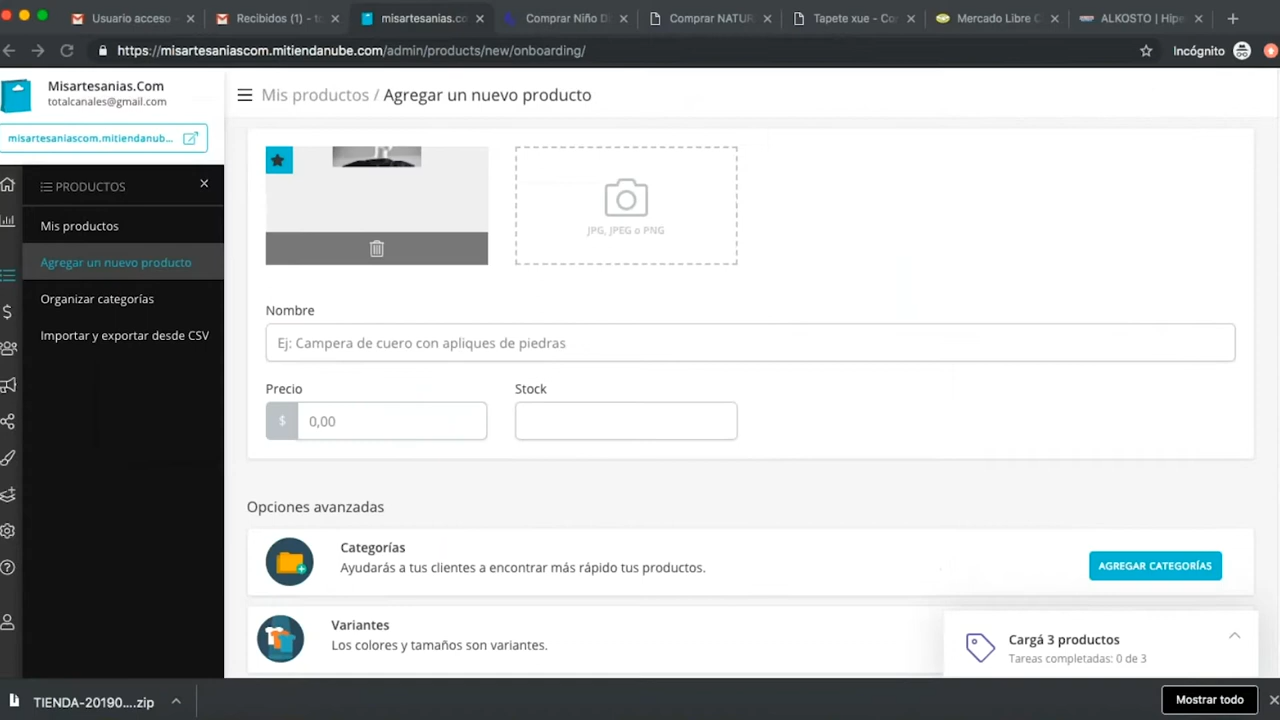 Usuario acceso
Recibidos (1) - t
misartesanias.co
Comprar Niño D
Comprar NATUR
Tapete xue - Co
Mercado Libre C
ALKOSTO | Hípe
https://misartesaniascom.mitiendanube.com/admin/products/new/onboarding/
Incógnito
Misartesanias.Com
totalcanales@gmail.com
misartesaniascom.mitiendanub...
Mis productos / Agregar un nuevo producto
PRODUCTOS
Mis productos
Agregar un nuevo producto
Organizar categorías
Importar y exportar desde CSV
JPG, JPEG o PNG
Nombre
Ej: Campera de cuero con apliques de piedras
Precio
Stock
$
0,00
Opciones avanzadas
Categorías
Ayudarás a tus clientes a encontrar más rápido tus productos.
AGREGAR CATEGORÍAS
Variantes
Los colores y tamaños son variantes.
Cargá 3 productos
Tareas completadas: 0 de 3
TIENDA-20190....zip
Mostrar todo